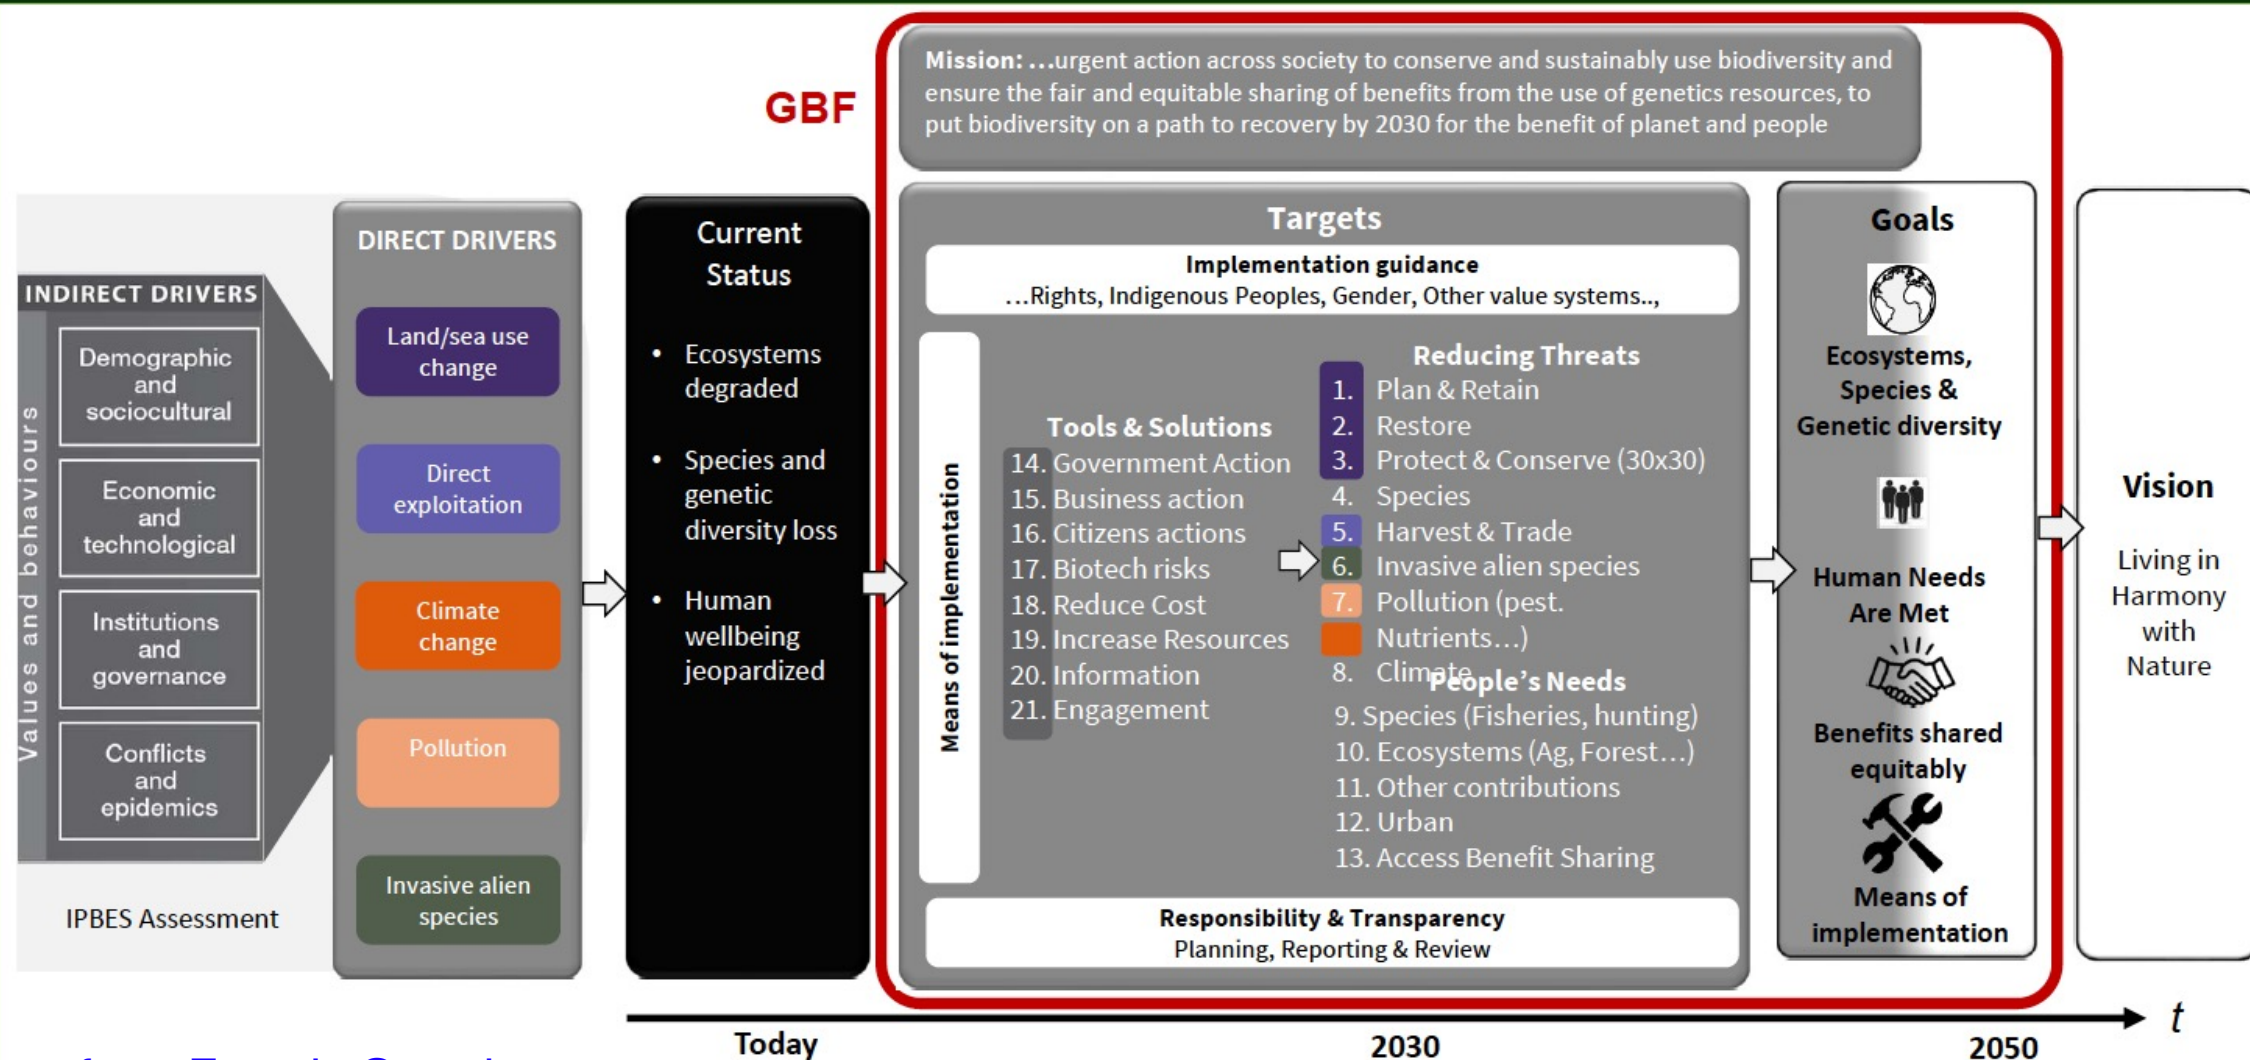 GBF
Mission: ...urgent action across society to conserve and sustainably use biodiversity and
ensure the fair and equitable sharing of benefits from the use of genetics resources, to
put biodiversity on a path to recovery by 2030 for the benefit of planet and people
INDIRECT DRIVERS
Values and behaviours
Demographic
and
sociocultural
Economic
and
technological
Institutions
and
governance
Conflicts
and
epidemics
IPBES Assessment
DIRECT DRIVERS
Land/sea use
change
Direct
exploitation
Climate
change
Pollution
Invasive alien
species
Current
Status
• Ecosystems
degraded
• Species and
genetic
diversity loss
• Human
wellbeing
jeopardized
Targets
Implementation guidance
...Rights, Indigenous Peoples, Gender, Other value systems..,
Means of implementation
Tools & Solutions
14. Government Action
15. Business action
16. Citizens actions
17. Biotech risks
18. Reduce Cost
19. Increase Resources
20. Information
21. Engagement
Reducing Threats
1. Plan & Retain
2. Restore
3. Protect & Conserve (30x30)
4. Species
5. Harvest & Trade
6. Invasive alien species
7. Pollution (pest.
Nutrients...)
8. Climate
People's Needs
9. Species (Fisheries, hunting)
10. Ecosystems (Ag, Forest...)
11. Other contributions
12. Urban
13. Access Benefit Sharing
Responsibility & Transparency
Planning, Reporting & Review
Goals
Ecosystems,
Species &
Genetic diversity
Human Needs
Are Met
Benefits shared
equitably
Means of
implementation
Vision
Living in
Harmony
with
Nature
t
Today
2030
2050